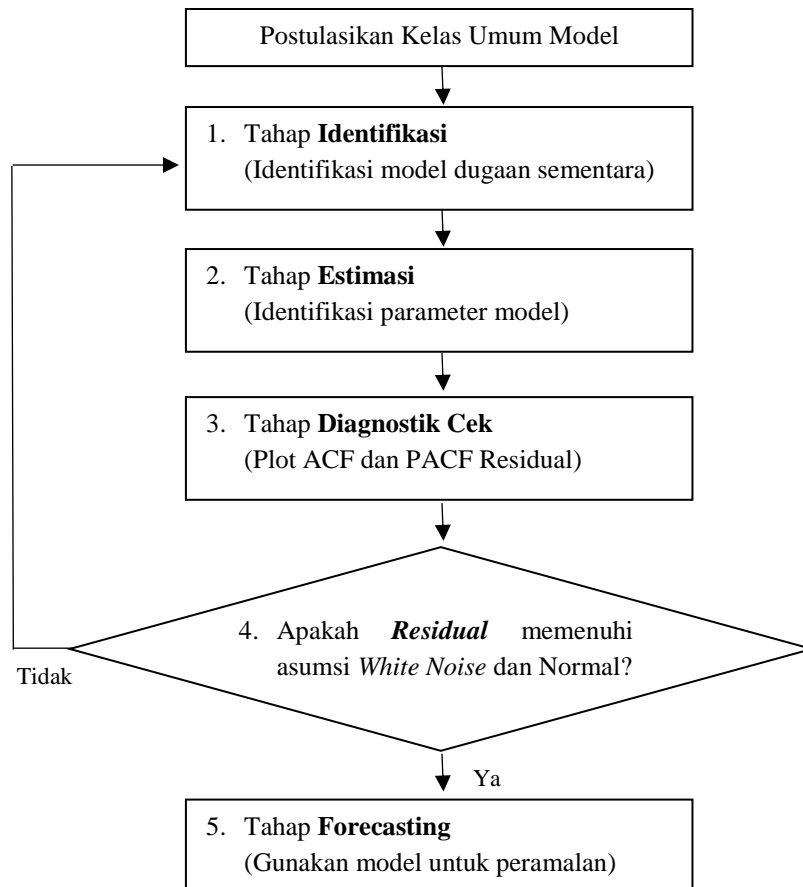 Postulasikan Kelas Umum Model
1. Tahap Identifikasi
(Identifikasi model dugaan sementara)
2. Tahap Estimasi
(Identifikasi parameter model)
3. Tahap Diagnostik Cek
(Plot ACF dan PACF Residual)
4. Apakah Residual memenuhi
asumsi White Noise dan Normal?
Tidak
Ya
5. Tahap Forecasting
(Gunakan model untuk peramalan)